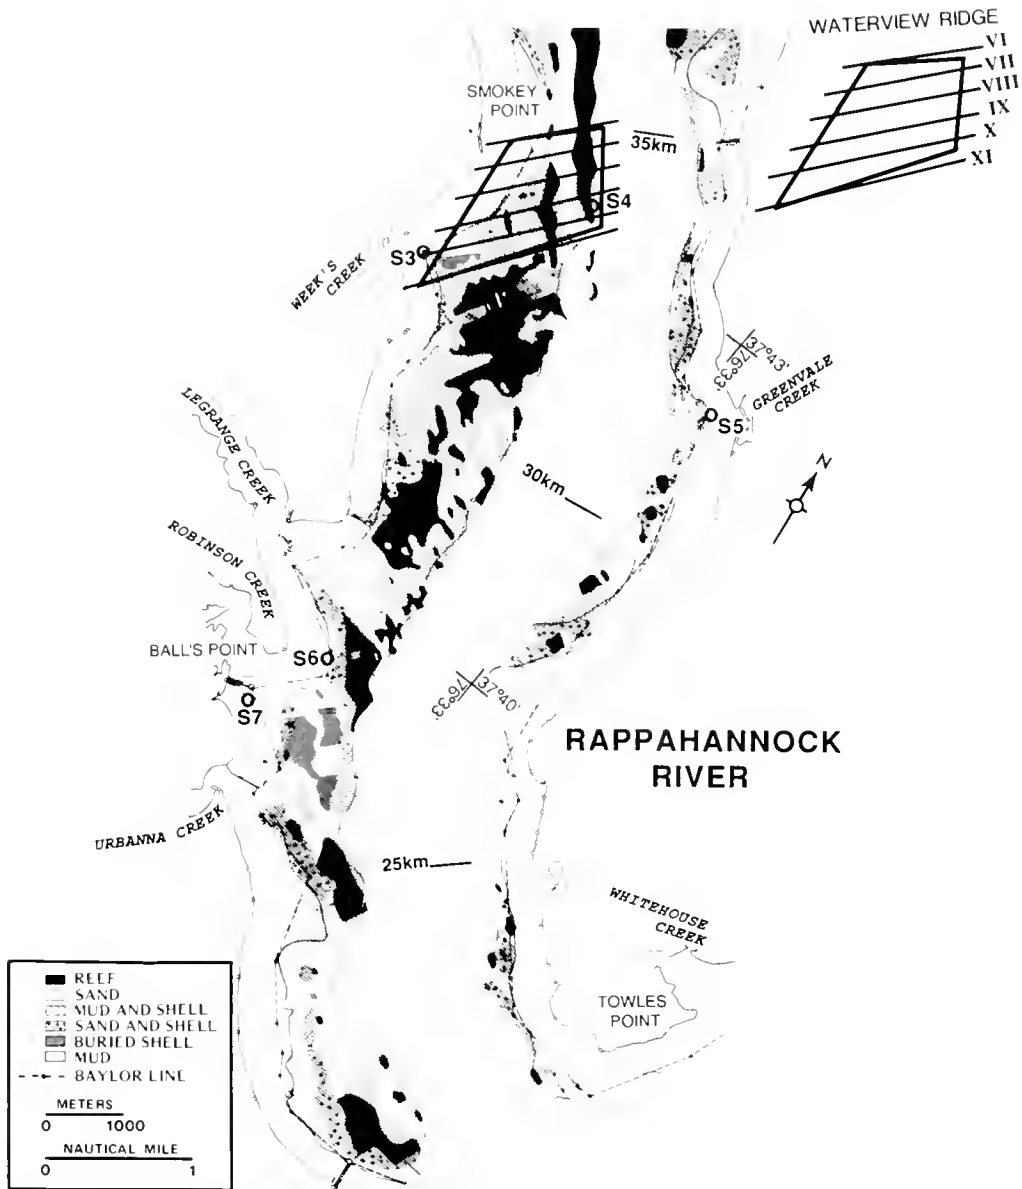 WATERVIEW RIDGE
VI
VII
VIII
IX
X
XI
SMOKEY
POINT
35km
S4
S3
WEEK'S
CREEK
37°43'
76°33'
GREENVALE
CREEK
S5
LEGRANGE CREEK
30km
N
ROBINSON CREEK
BALL'S POINT
S6
S7
37°40'
76°33'
RAPPAHANNOCK
RIVER
URBANNA CREEK
25km
WHITEHOUSE
CREEK
TOWLES
POINT
REEF
SAND
MUD AND SHELL
SAND AND SHELL
BURIED SHELL
MUD
BAYLOR LINE
METERS
0 1000
NAUTICAL MILE
0 1